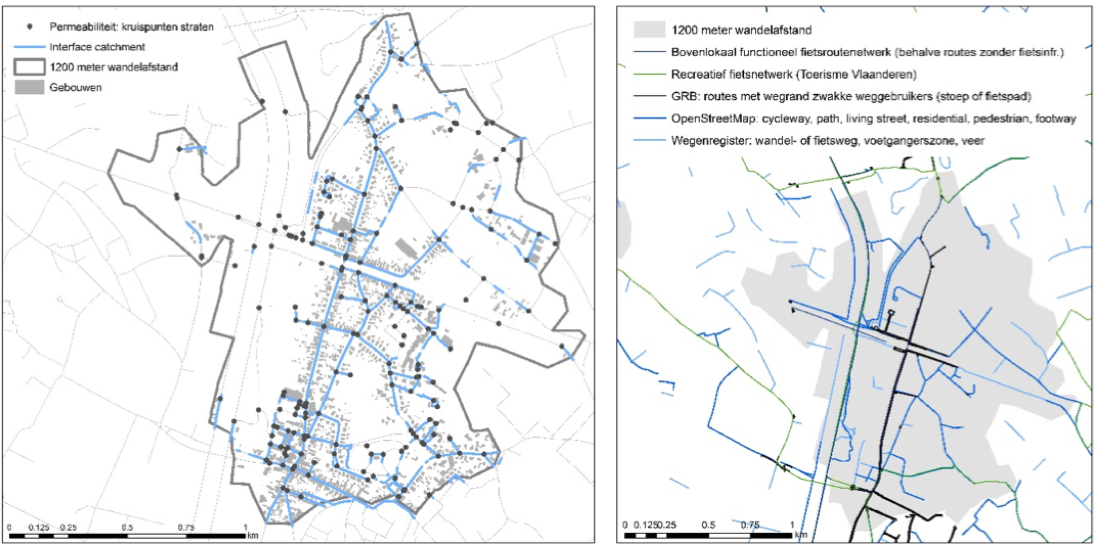 Permeabiliteit: kruispunten straten
Interface catchment
1200 meter wandelafstand
Gebouwen
0 0.125 0.25 0.5 0.75 1
km
1200 meter wandelafstand
Bovenlokaal functioneel fietsroutenetwerk (behalve routes zonder fietsinfr.)
Recreatief fietsnetwerk (Toerisme Vlaanderen)
GRB: routes met wegrand zwakke weggebruikers (stoep of fietspad)
OpenStreetMap: cycleway, path, living street, residential, pedestrian, footway
Wegenregister: wandel- of fietsweg, voetgangerszone, veer
0 0.125 0.25 0.5 0.75 1
km